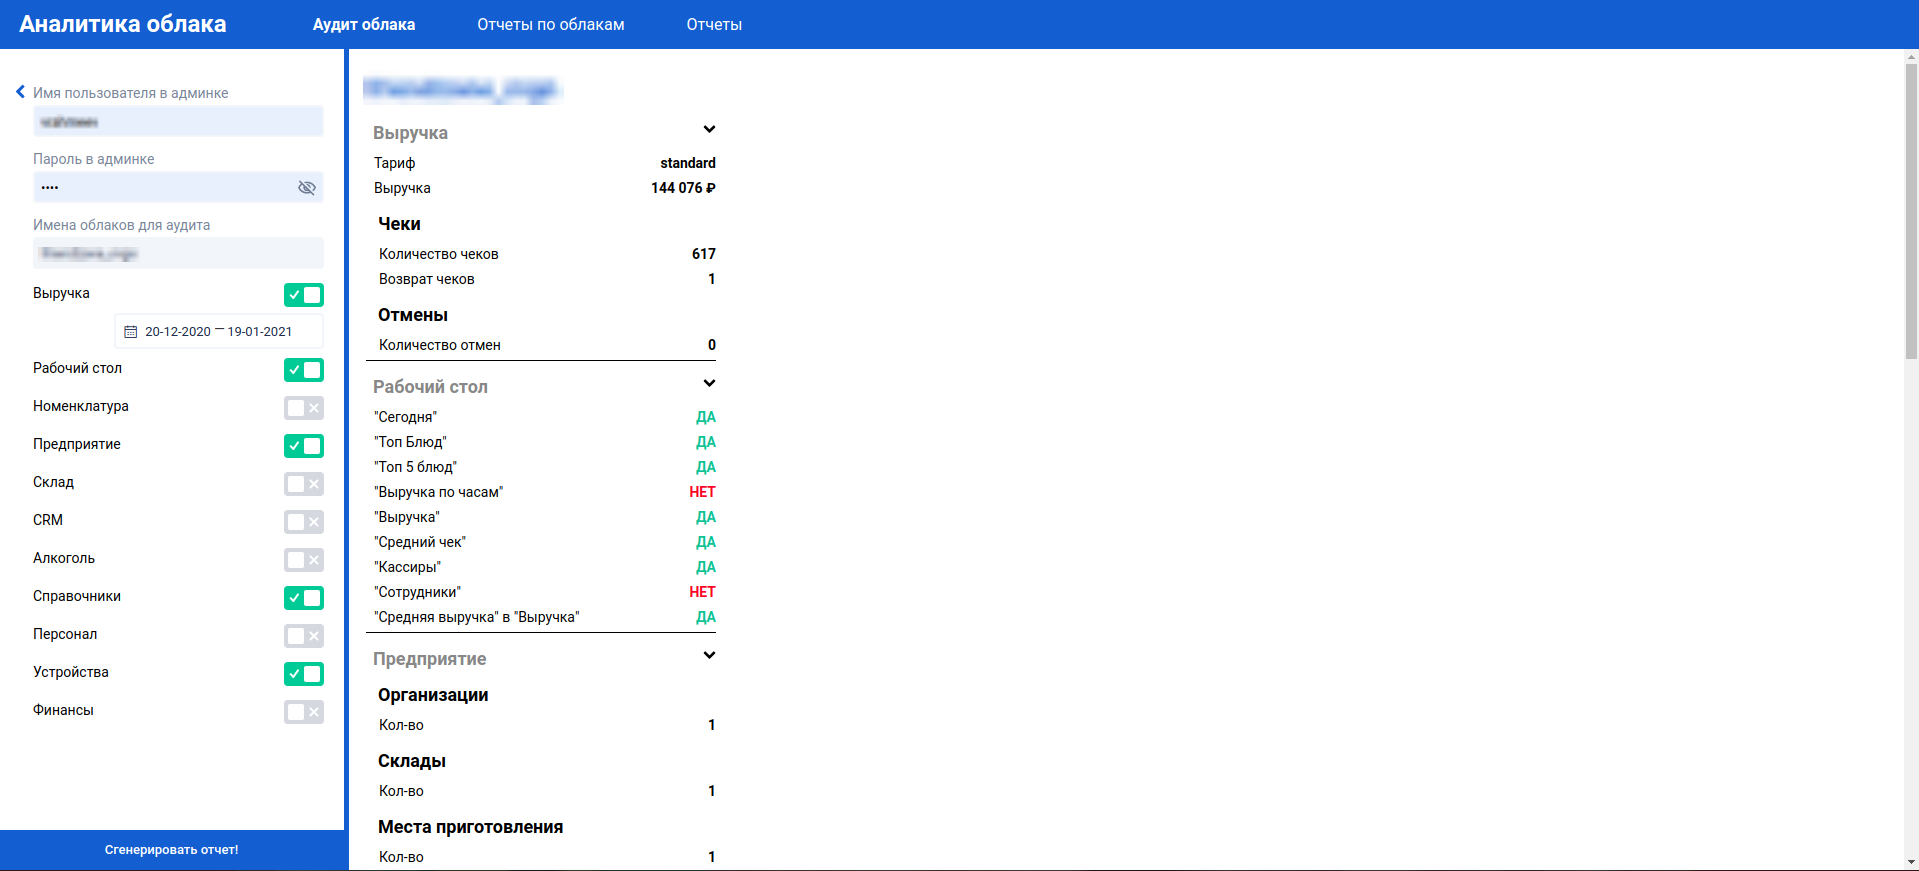 Аналитика облака Аудит облака Отчеты по облакам Отчеты
Имя пользователя в админке
Пароль в админке
••••
Имена облаков для аудита
Выручка
20-12-2020 — 19-01-2021
Рабочий стол
Номенклатура
Предприятие
Склад
CRM
Алкоголь
Справочники
Персонал
Устройства
Финансы
Сгенерировать отчет!
Выручка
Тариф standard
Выручка 144 076 ₽
Чеки
Количество чеков 617
Возврат чеков 1
Отмены
Количество отмен 0
Рабочий стол
"Сегодня" ДА
"Топ Блюд" ДА
"Топ 5 блюд" ДА
"Выручка по часам" НЕТ
"Выручка" ДА
"Средний чек" ДА
"Кассиры" ДА
"Сотрудники" НЕТ
"Средняя выручка" в "Выручка" ДА
Предприятие
Организации
Кол-во 1
Склады
Кол-во 1
Места приготовления
Кол-во 1